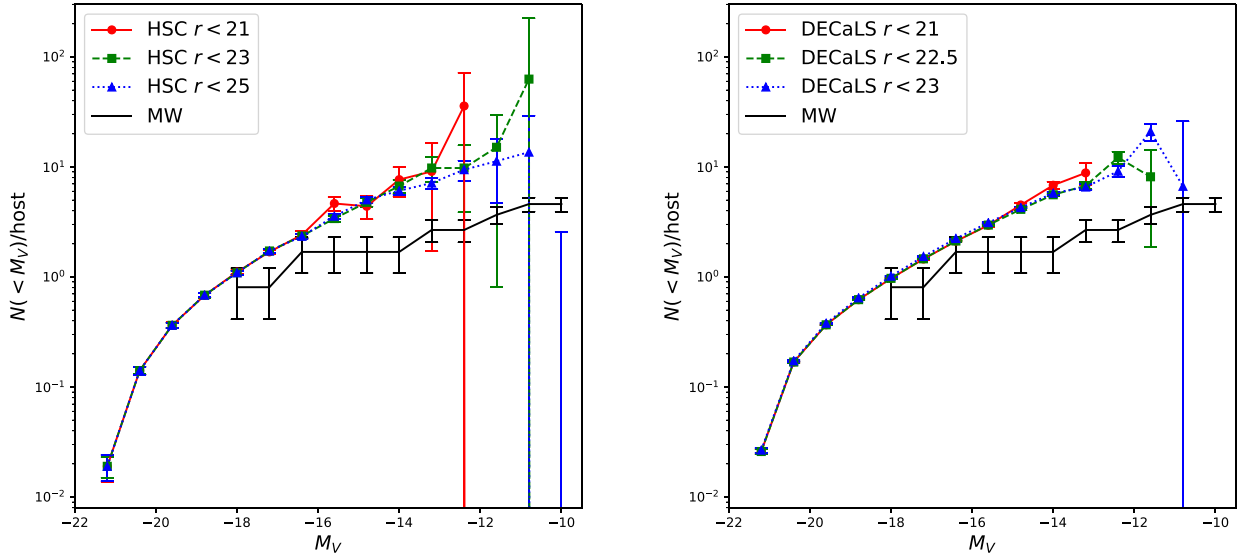 HSC r < 21
HSC r < 23
HSC r < 25
MW
10²
10¹
10⁰
10⁻¹
10⁻²
N( < M_V)/host
−22 −20 −18 −16 −14 −12 −10
M_V
DECaLS r < 21
DECaLS r < 22.5
DECaLS r < 23
MW
10²
10¹
10⁰
10⁻¹
10⁻²
N( < M_V)/host
−22 −20 −18 −16 −14 −12 −10
M_V